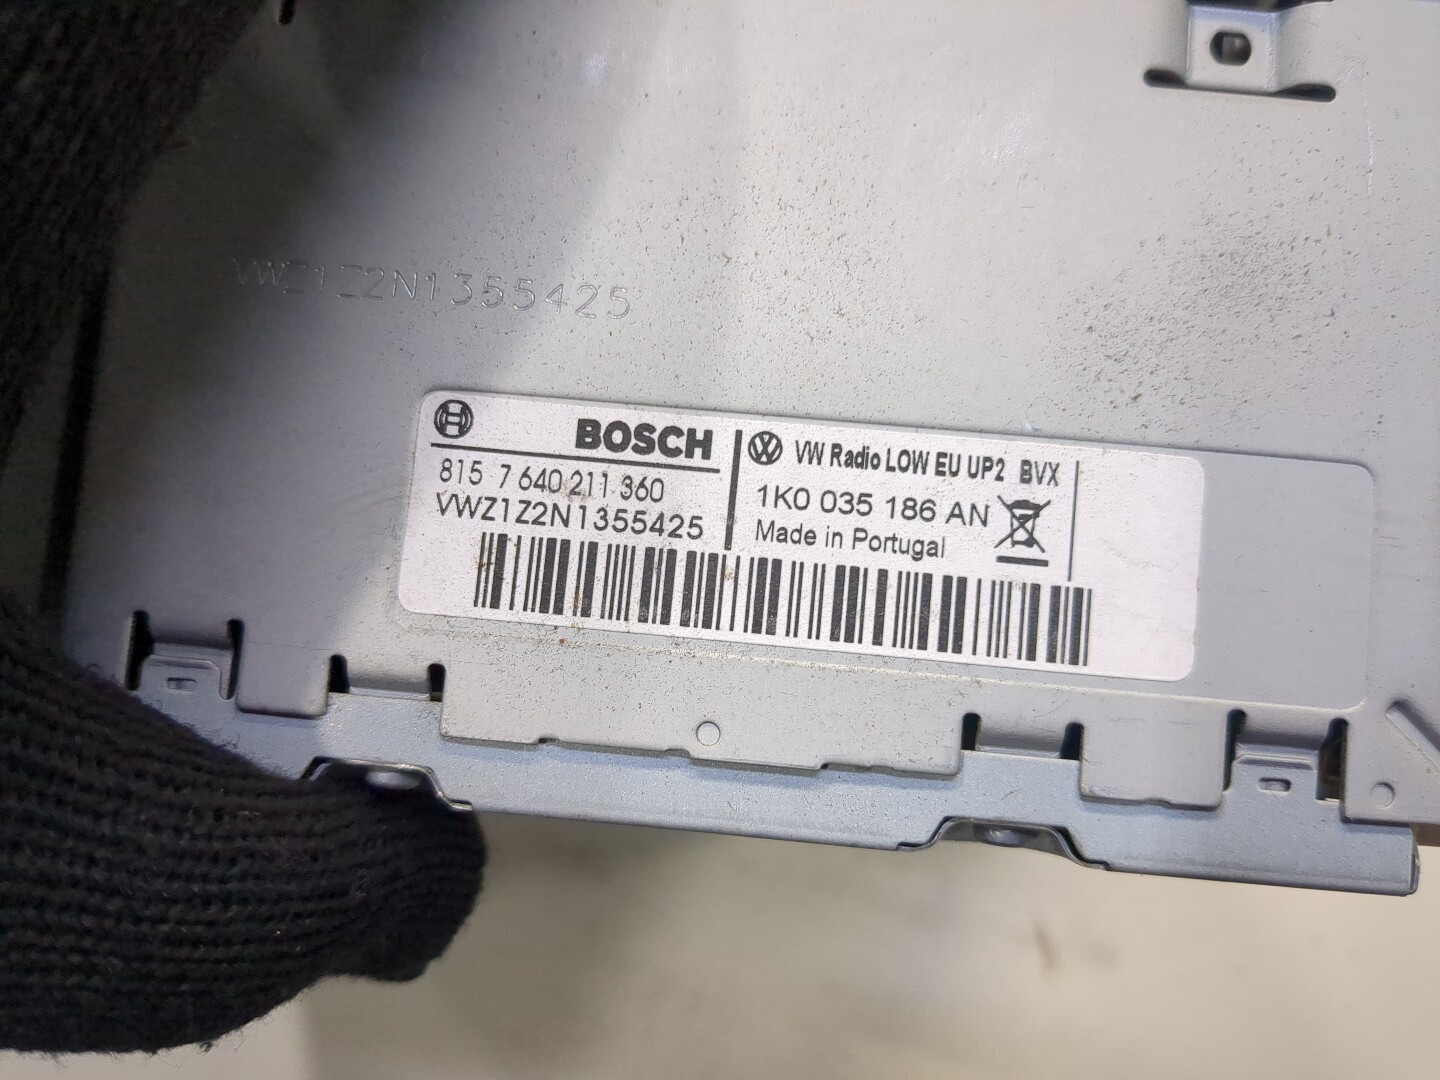 VWZ1Z2N1355425
BOSCH
815 7 640 211 360
VWZ1Z2N1355425
VW Radio LOW EU UP2 BVX
1K0 035 186 AN
Made in Portugal